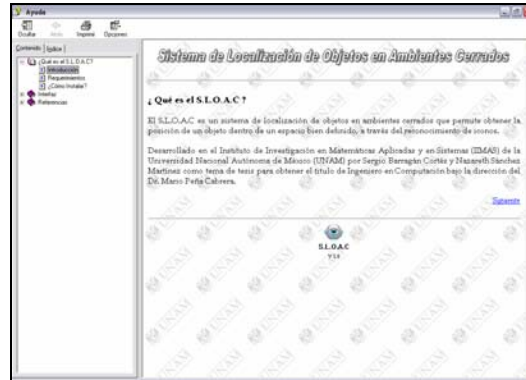 Ayuda
Ocultar Atrás Imprimir Opciones
Contenido Índice
¿Qué es el S.L.O.A.C?
Introducción
Requerimientos
¿Cómo Instalar?
Interfaz
Referencias
Sistema de Localización de Objetos en Ambientes Cerrados
¿ Qué es el S.L.O.A.C ?
El S.L.O.A.C es un sistema de localización de objetos en ambientes cerrados que permite obtener la
posición de un objeto dentro de un espacio bien definido, a través del reconocimiento de iconos.
Desarrollado en el Instituto de Investigación en Matemáticas Aplicadas y en Sistemas (IIMAS) de la
Universidad Nacional Autónoma de México (UNAM) por Sergio Barragán Cortés y Nazareth Sánchez
Martínez como tema de tesis para obtener el título de Ingeniero en Computación bajo la dirección del
Dr. Mario Peña Cabrera.
Siguiente
S.L.O.A.C
V 1.0
UNAM